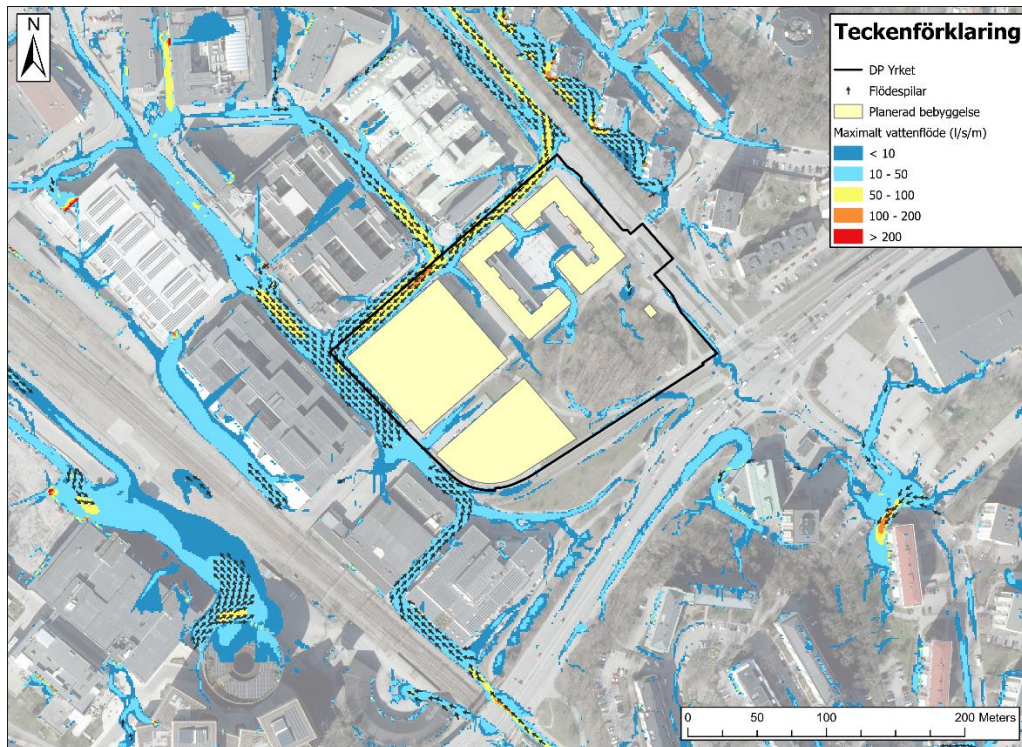 N
Teckenförklaring
DP Yrket
Flödespilar
Planerad bebyggelse
Maximalt vattenflöde (l/s/m)
< 10
10 - 50
50 - 100
100 - 200
> 200
0 50 100 200 Meters